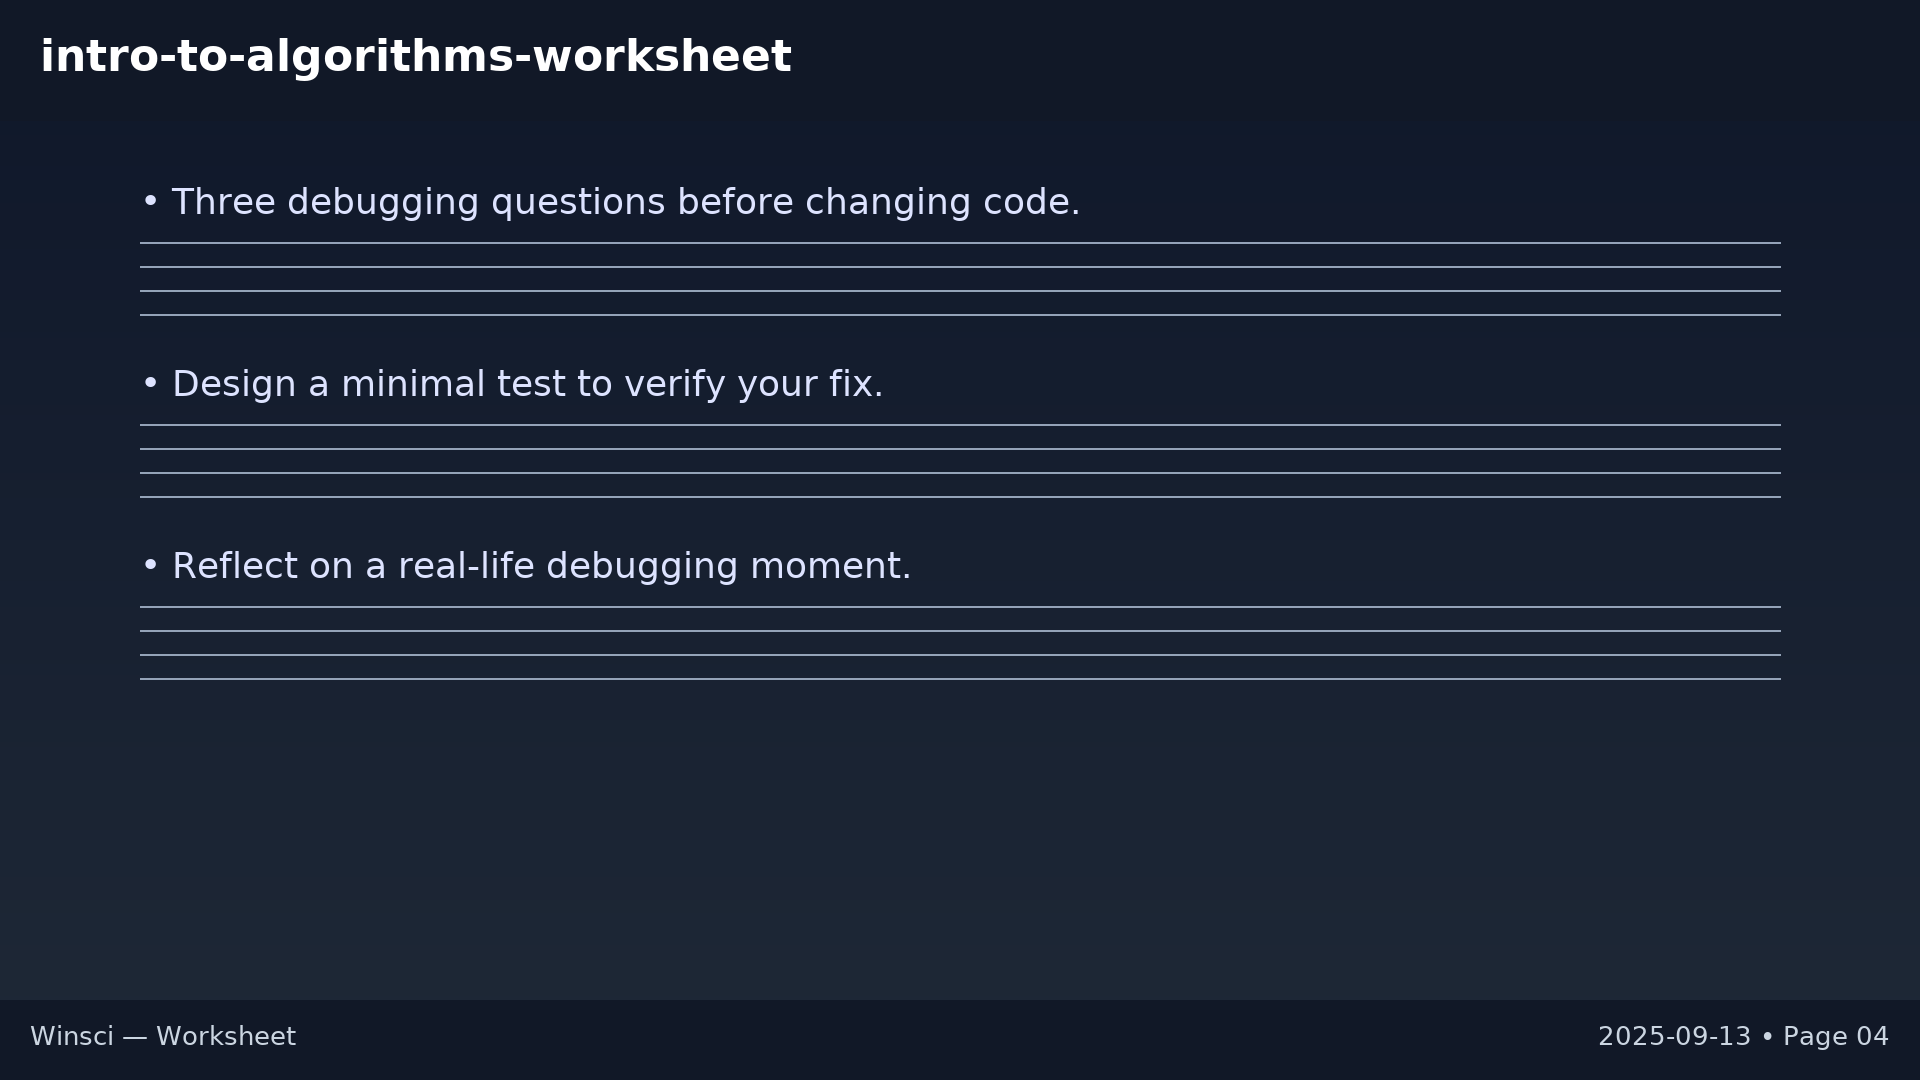 intro-to-algorithms-worksheet
• Three debugging questions before changing code.
• Design a minimal test to verify your fix.
• Reflect on a real-life debugging moment.
Winsci — Worksheet
2025-09-13 • Page 04